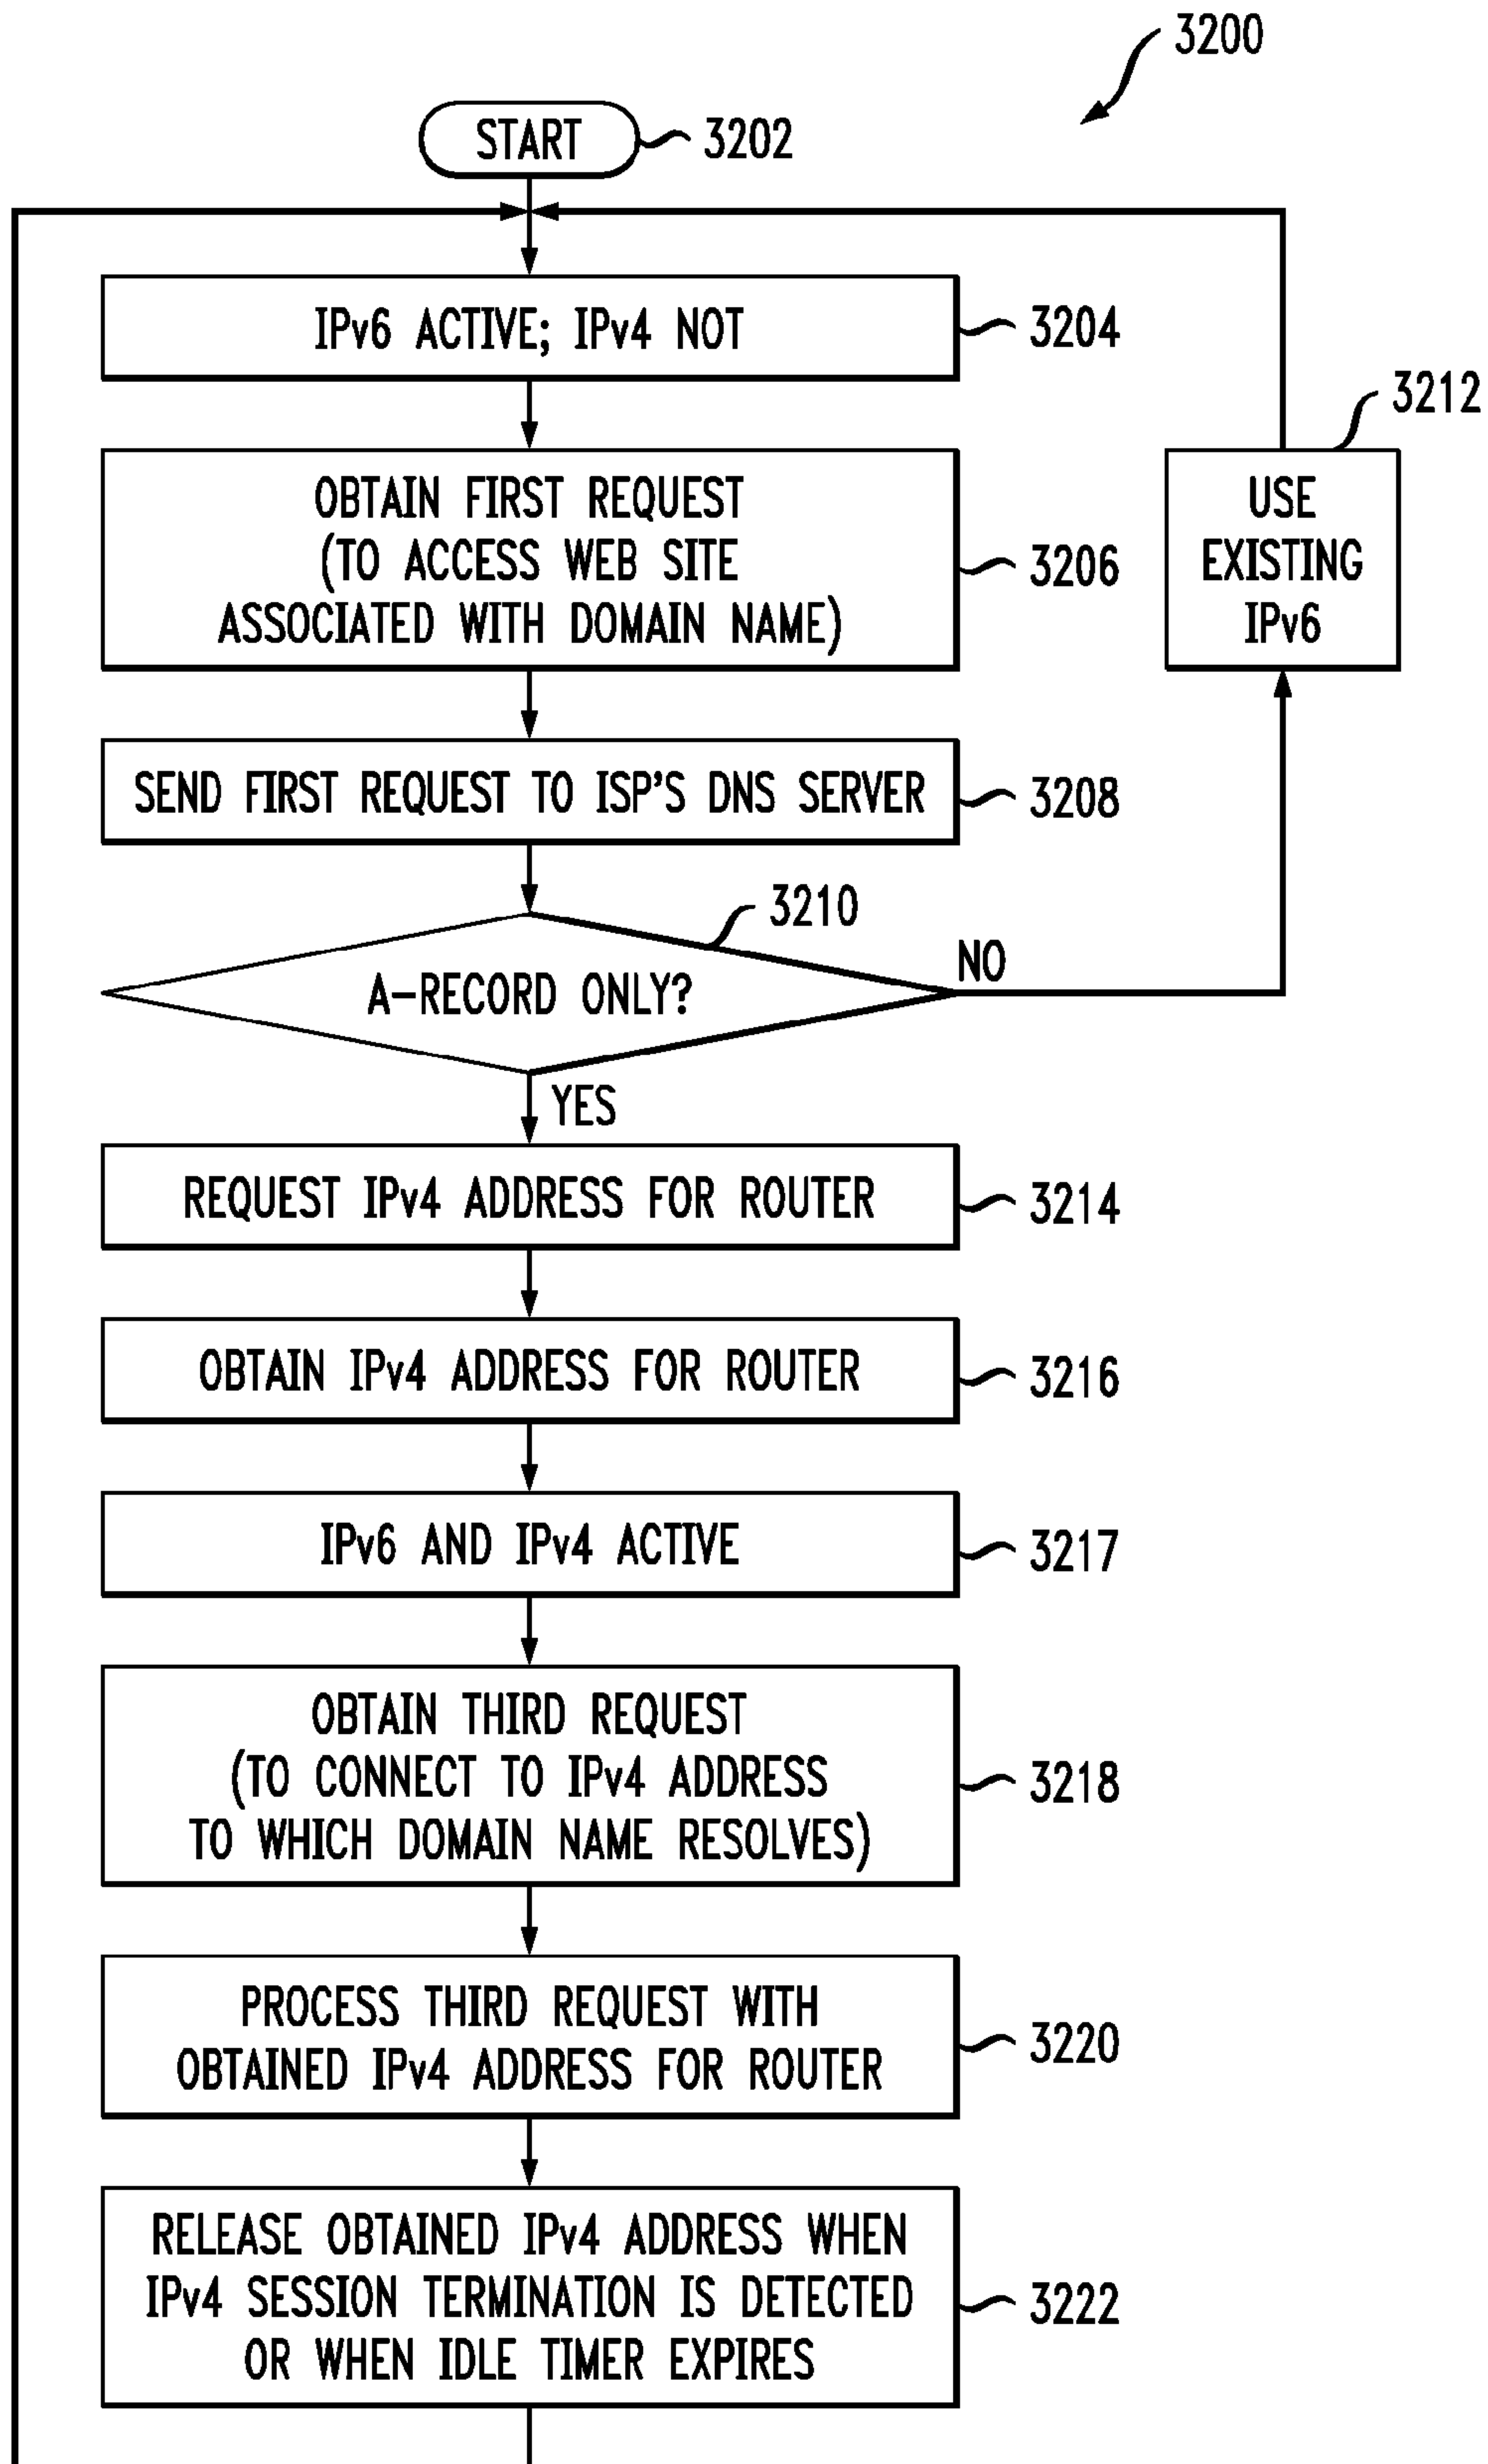 3200
START
3202
IPv6 ACTIVE; IPv4 NOT
3204
3212
OBTAIN FIRST REQUEST
(TO ACCESS WEB SITE
ASSOCIATED WITH DOMAIN NAME)
3206
USE
EXISTING
IPv6
SEND FIRST REQUEST TO ISP'S DNS SERVER
3208
3210
A-RECORD ONLY?
NO
YES
REQUEST IPv4 ADDRESS FOR ROUTER
3214
OBTAIN IPv4 ADDRESS FOR ROUTER
3216
IPv6 AND IPv4 ACTIVE
3217
OBTAIN THIRD REQUEST
(TO CONNECT TO IPv4 ADDRESS
TO WHICH DOMAIN NAME RESOLVES)
3218
PROCESS THIRD REQUEST WITH
OBTAINED IPv4 ADDRESS FOR ROUTER
3220
RELEASE OBTAINED IPv4 ADDRESS WHEN
IPv4 SESSION TERMINATION IS DETECTED
OR WHEN IDLE TIMER EXPIRES
3222